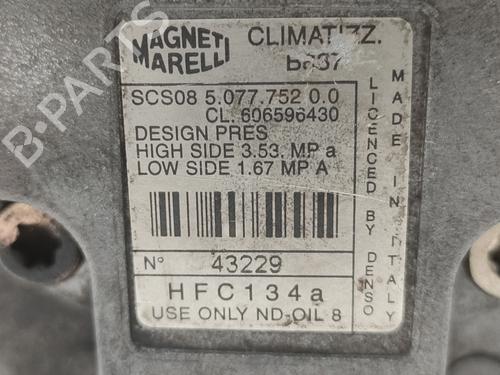 MAGNETI MARELLI
CLIMATIZZ.
SCS08 5.077.752 0.0
CL. 606596430
DESIGN PRES
HIGH SIDE 3.53. MP a
LOW SIDE 1.67 MP A
N° 43229
HFC134a
USE ONLY ND-OIL 8
LICENCED BY DENSO
MADE IN ITALY